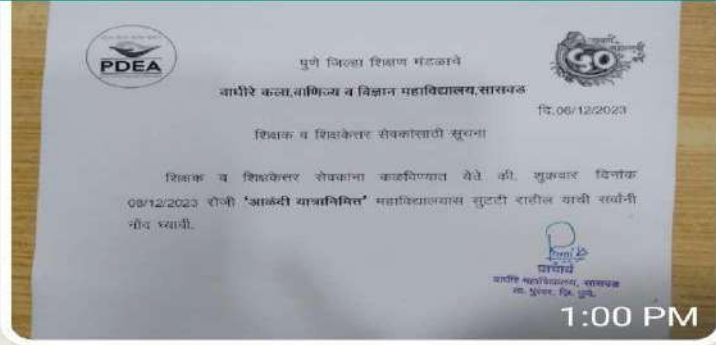 PDEA
पुणे जिल्हा शिक्षण मंडळाचे
वाघीरे कला,वाणिज्य व विज्ञान महाविद्यालय,सासवड
दि.06/12/2023
शिक्षक व शिक्षकेत्तर सेवकांसाठी सूचना
शिक्षक व शिक्षकेत्तर सेवकांना कळविण्यात येते की, शुक्रवार दिनांक
08/12/2023 रोजी 'आळंदी यात्रानिमित्त' महाविद्यालयास सुटटी राहील याची सर्वांनी
नोंद घ्यावी.
प्राचार्य
वाघीरे महाविद्यालय, सासवड
ता. पुरंदर, जि. पुणे.
1:00 PM